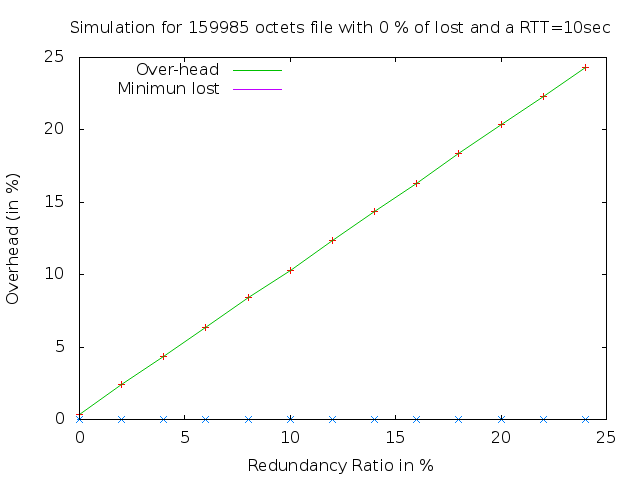 Simulation for 159985 octets file with 0 % of lost and a RTT=10sec
Over-head
Minimun lost
25
20
15
10
5
0
Overhead (in %)
0 5 10 15 20 25
Redundancy Ratio in %